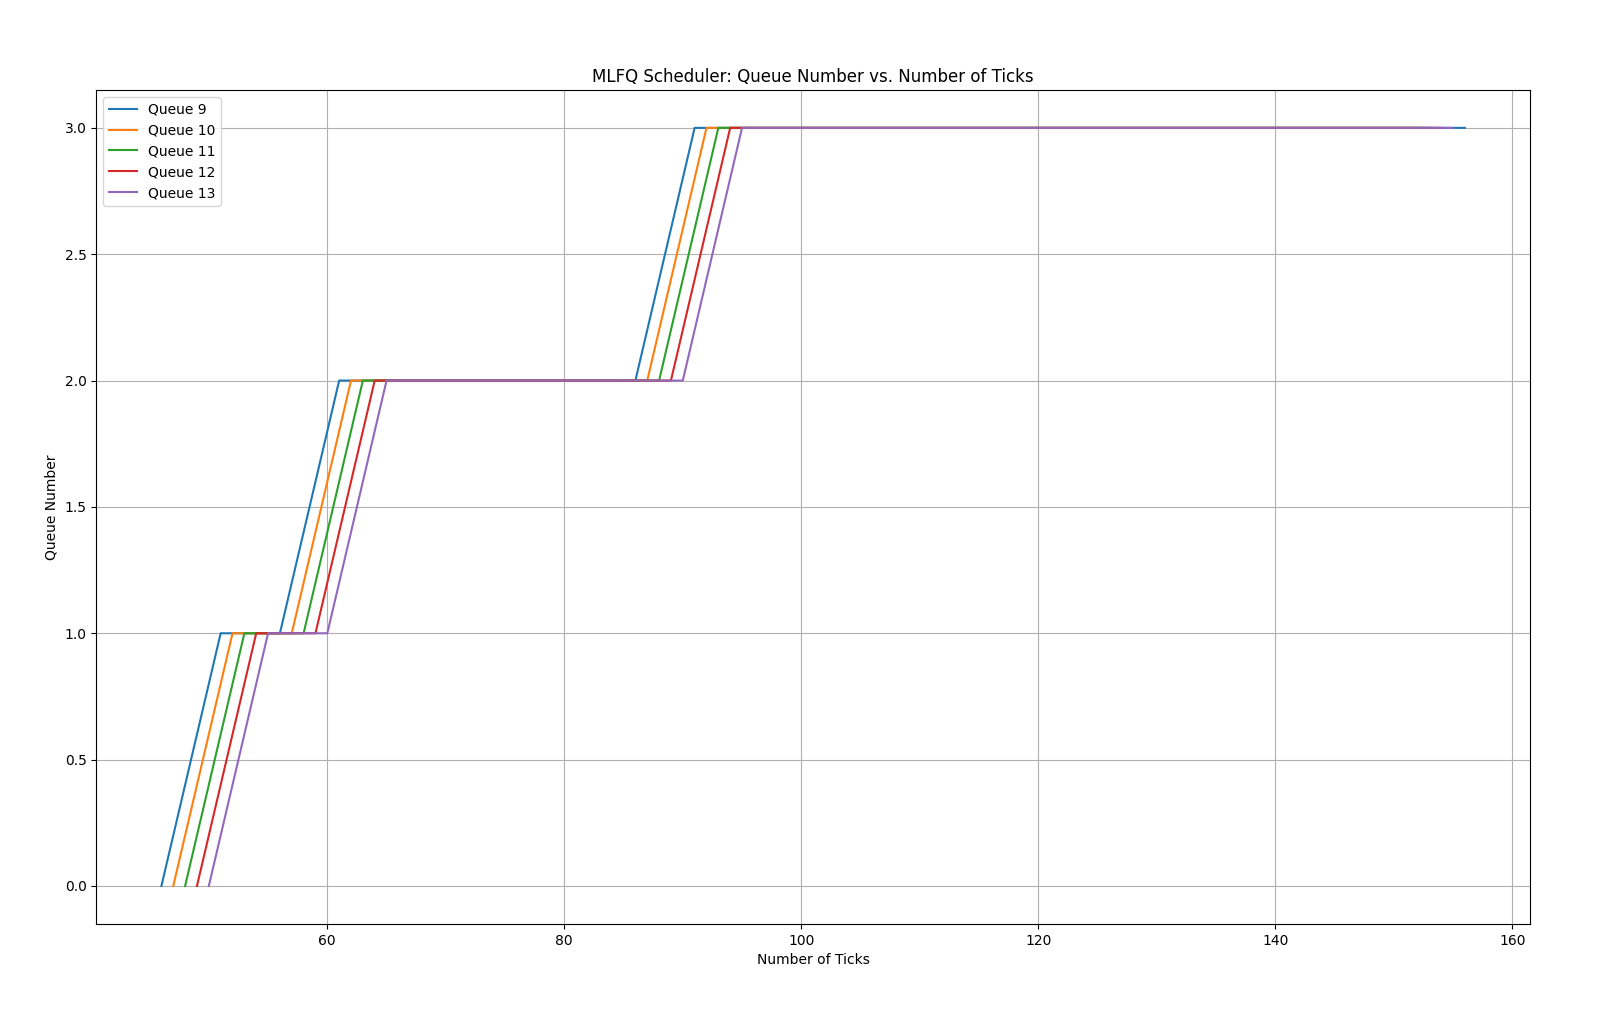 MLFQ Scheduler: Queue Number vs. Number of Ticks
Queue 9
Queue 10
Queue 11
Queue 12
Queue 13
3.0
2.5
2.0
1.5
1.0
0.5
0.0
Queue Number
60
80
100
120
140
160
Number of Ticks